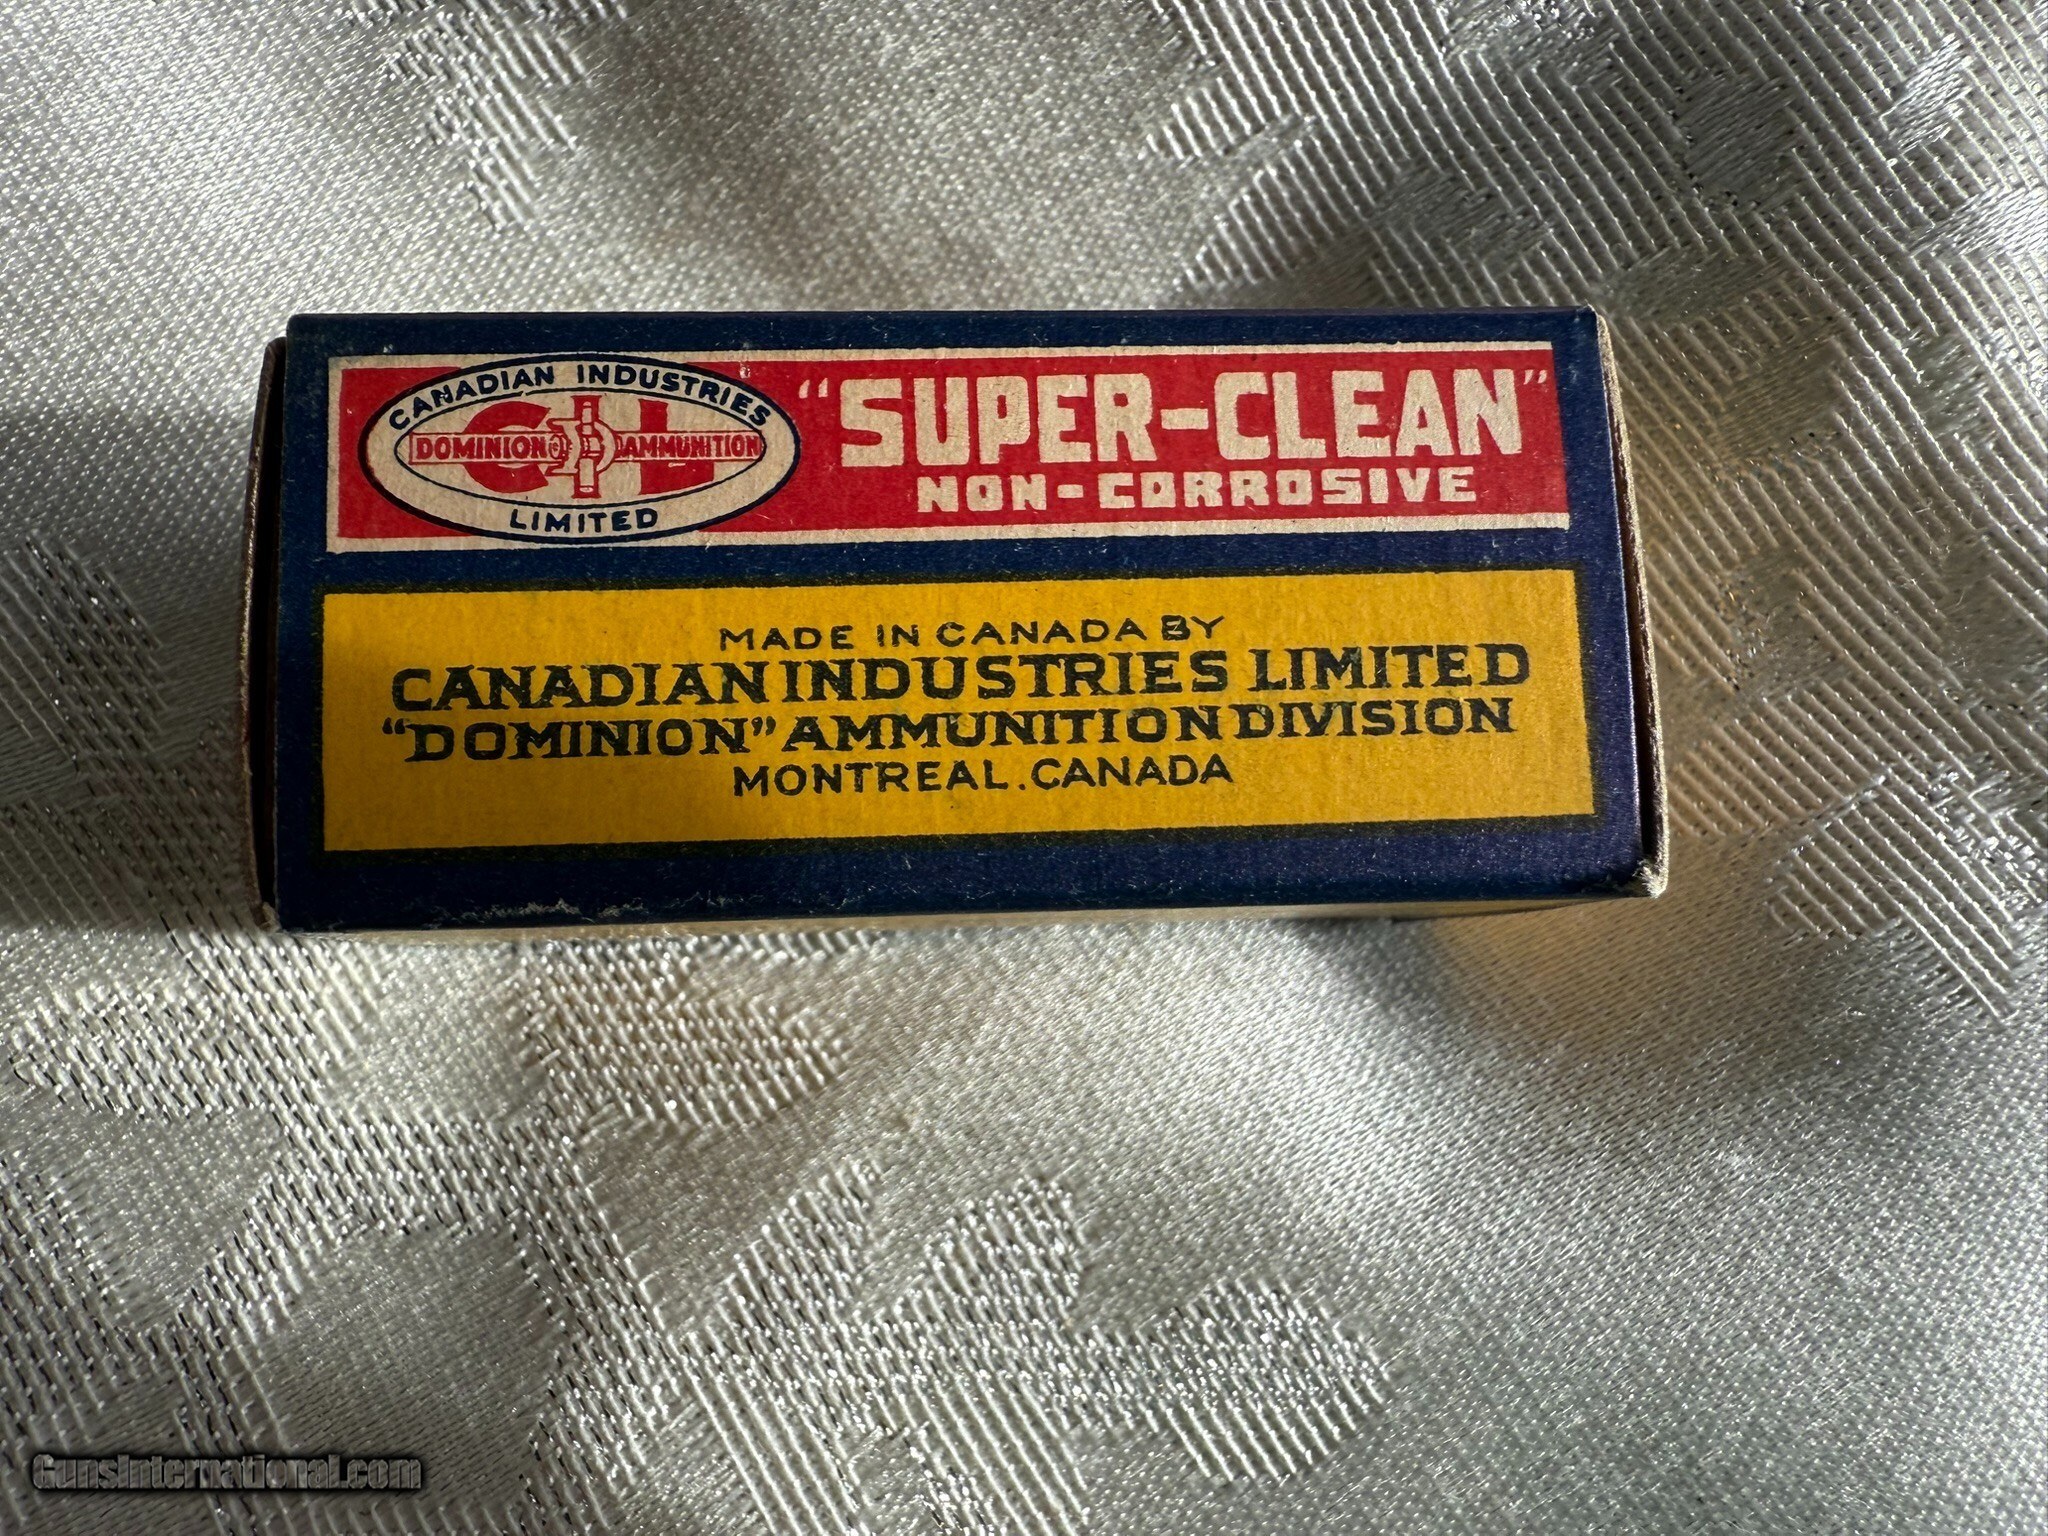 CANADIAN INDUSTRIES
CIL
DOMINION AMMUNITION
LIMITED
"SUPER-CLEAN"
NON-CORROSIVE
MADE IN CANADA BY
CANADIAN INDUSTRIES LIMITED
"DOMINION" AMMUNITION DIVISION
MONTREAL. CANADA
GunsInternational.com